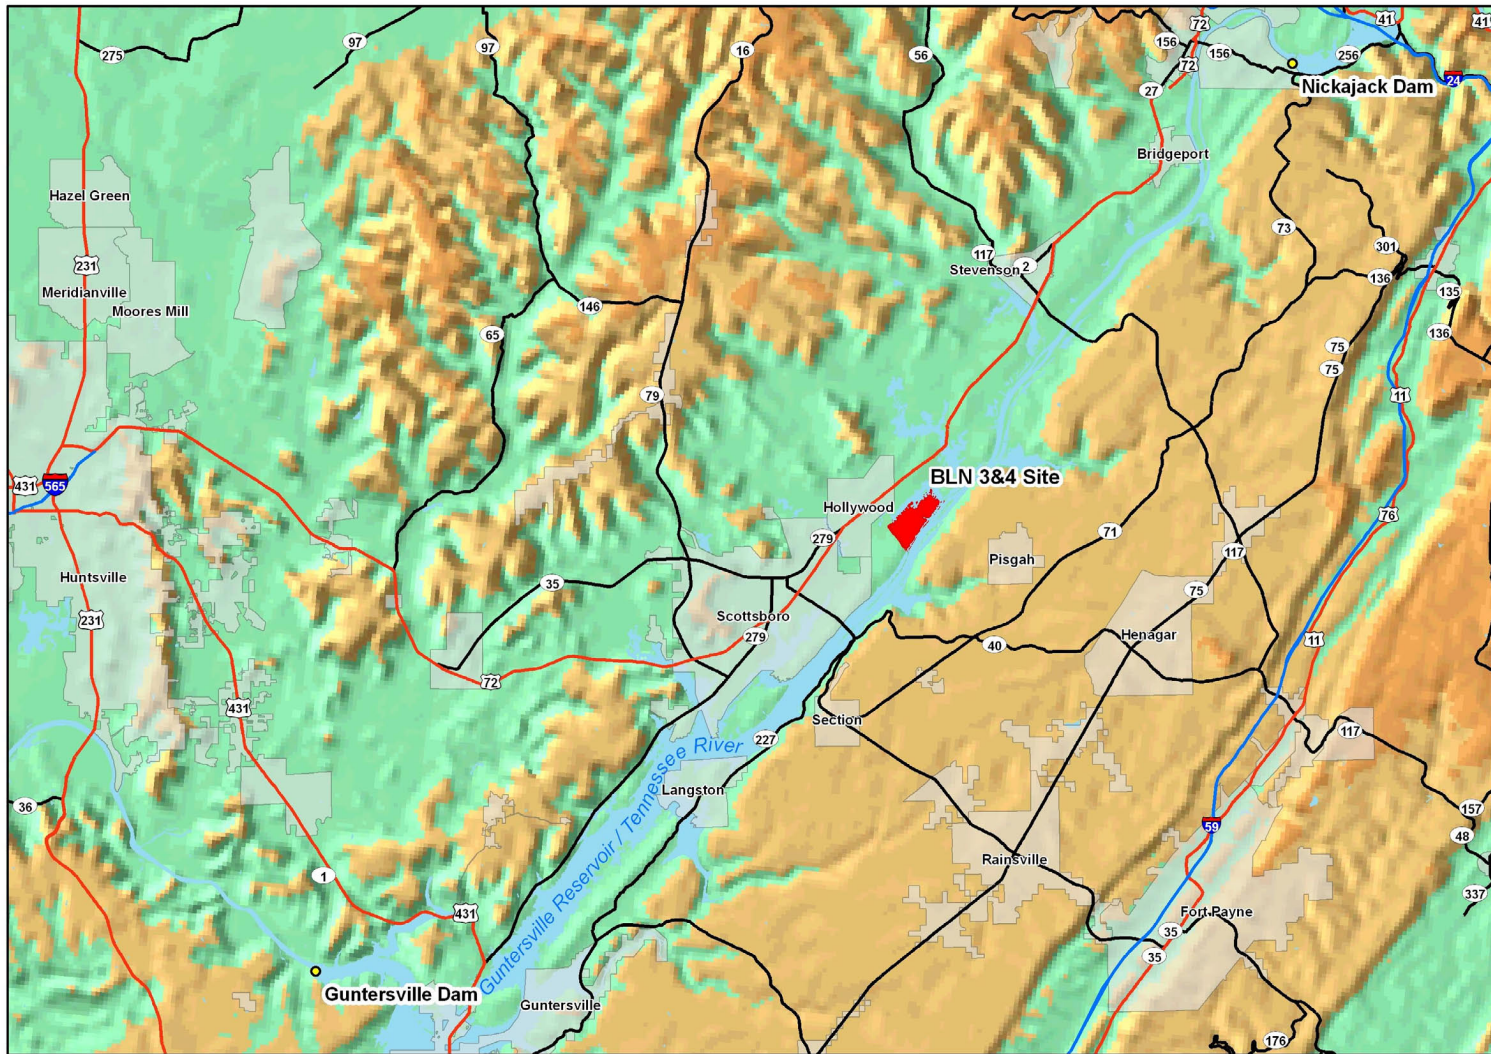 275
97
97
16
56
72
41
41
156
156
72
256
24
Nickajack Dam
27
Bridgeport
Hazel Green
231
Meridianville
Moores Mill
146
65
79
117
Stevenson
2
73
301
136
135
136
75
75
11
431
565
BLN 3&4 Site
Hollywood
279
76
71
117
Pisgah
Huntsville
35
75
231
Scottsboro
279
40
Henagar
11
72
431
Section
227
117
Guntersville Reservoir / Tennessee River
Langston
36
157
59
48
Rainsville
1
337
431
Fort Payne
35
35
Guntersville Dam
Guntersville
176